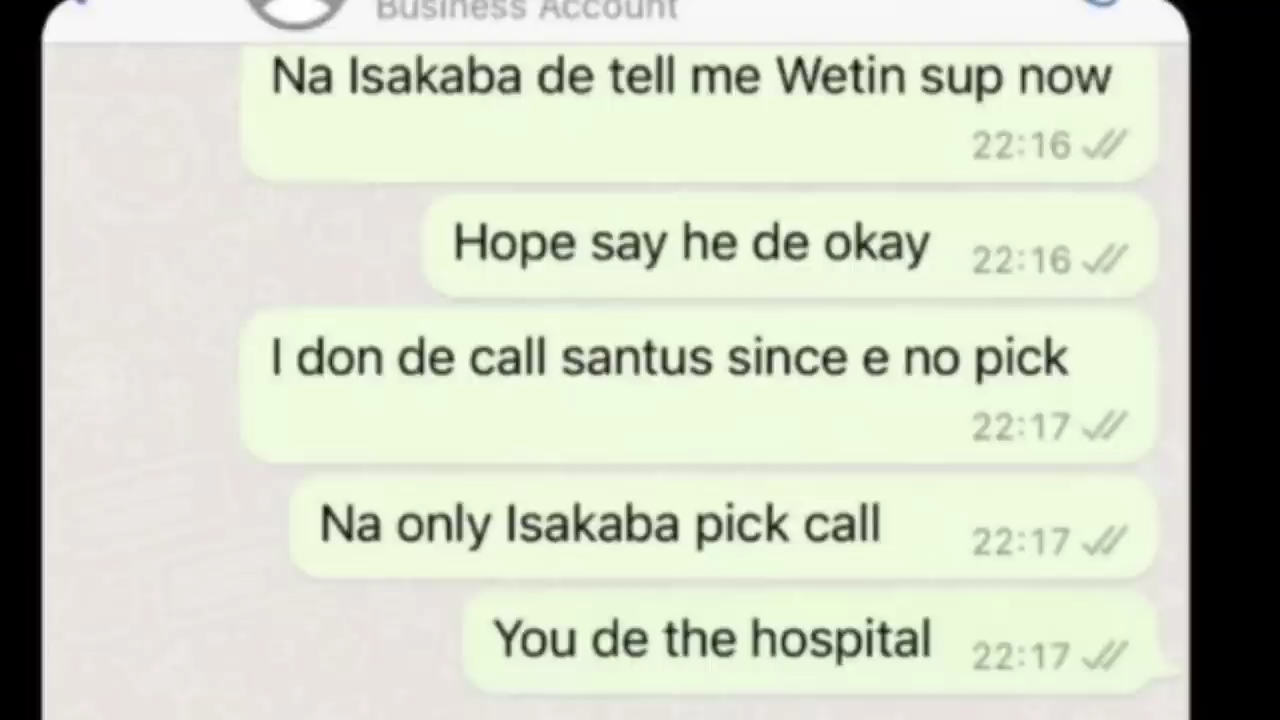 Business Account
Na Isakaba de tell me Wetin sup now
22:16
Hope say he de okay 22:16
I don de call santus since e no pick
22:17
Na only Isakaba pick call 22:17
You de the hospital 22:17